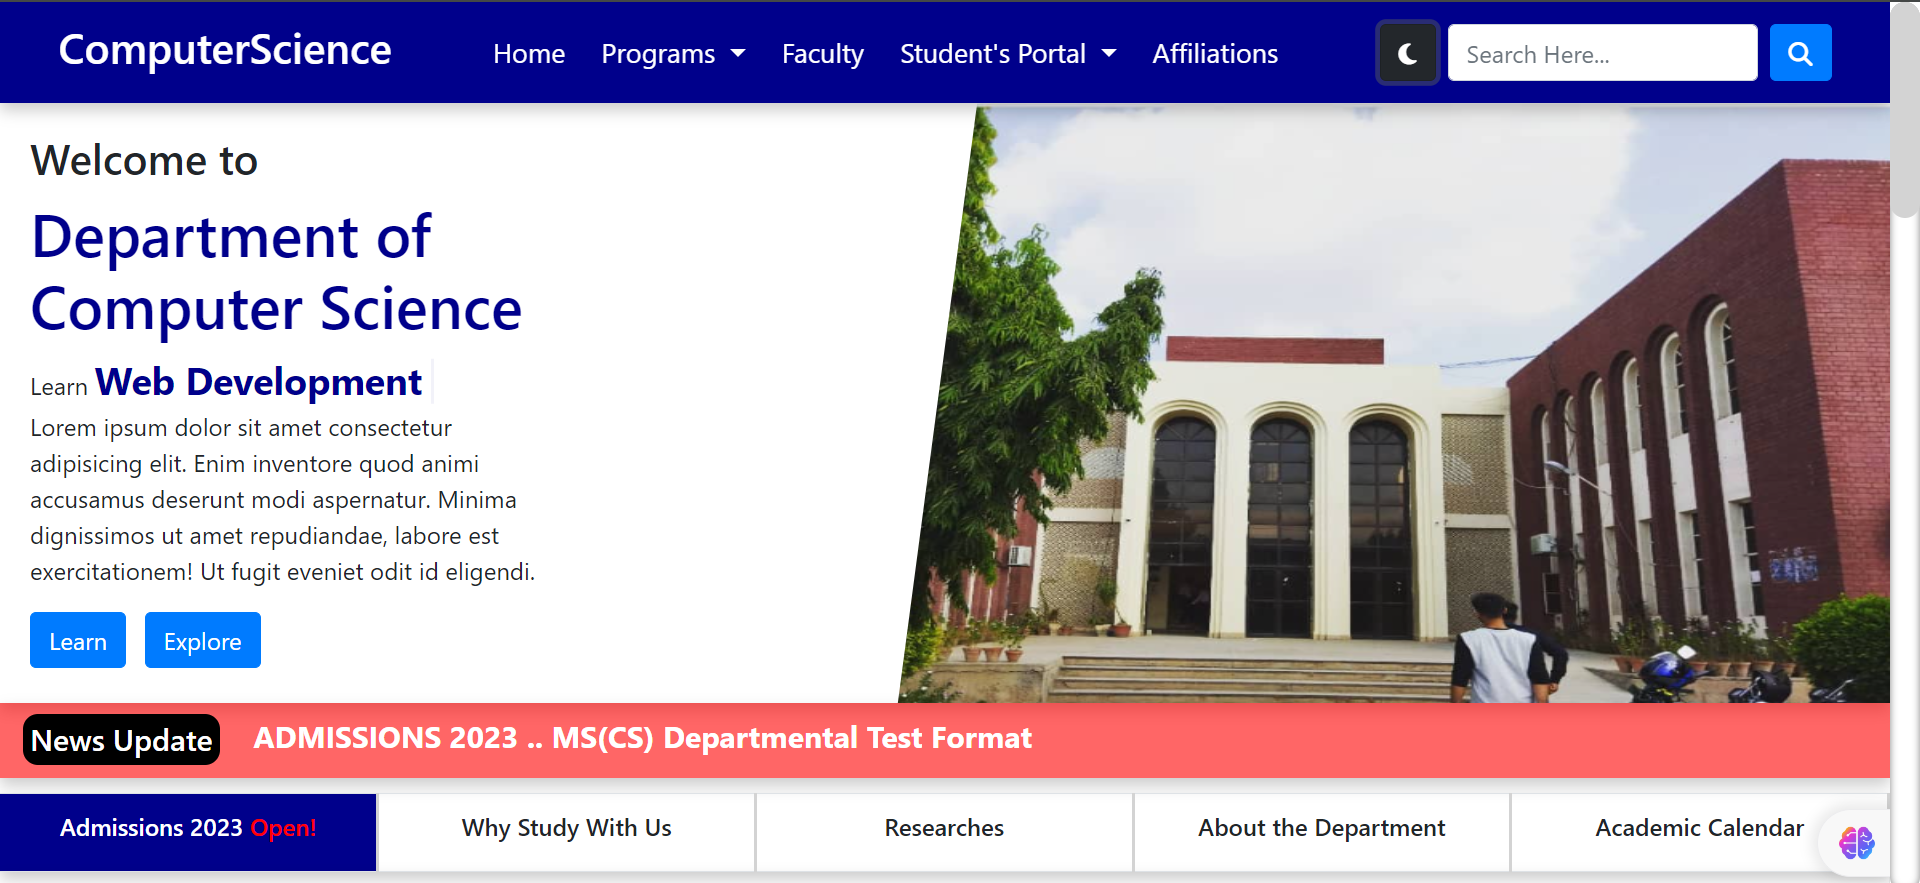 ComputerScience
Home Programs Faculty Student's Portal Affiliations
Search Here...
Welcome to
Department of
Computer Science
Learn Web Development
Lorem ipsum dolor sit amet consectetur
adipisicing elit. Enim inventore quod animi
accusamus deserunt modi aspernatur. Minima
dignissimos ut amet repudiandae, labore est
exercitationem! Ut fugit eveniet odit id eligendi.
Learn Explore
News Update ADMISSIONS 2023 .. MS(CS) Departmental Test Format
Admissions 2023 Open! Why Study With Us Researches About the Department Academic Calendar